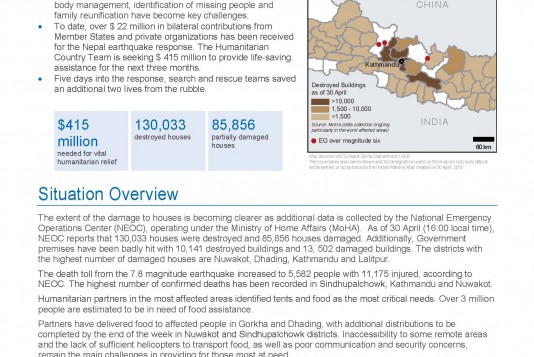 body management, identification of missing people and
family reunification have become key challenges.
• To date, over $ 22 million in bilateral contributions from
Member States and private organizations has been received
for the Nepal earthquake response. The Humanitarian
Country Team is seeking $ 415 million to provide life-saving
assistance for the next three months.
• Five days into the response, search and rescue teams saved
an additional two lives from the rubble.
CHINA
Kathmandu
Destroyed Buildings
as of 30 April
>10,000
1,500 - 10,000
<1,500
Source: MoHA (data collection ongoing
particularly in the worst affected areas)
EQ over magnitude six
INDIA
60 km
$415
million
needed for vital
humanitarian relief
130,033
destroyed houses
85,856
partially damaged
houses
Situation Overview
The extent of the damage to houses is becoming clearer as additional data is collected by the National Emergency
Operations Center (NEOC), operating under the Ministry of Home Affairs (MoHA). As of 30 April (16:00 local time),
NEOC reports that 130,033 houses were destroyed and 85,856 houses damaged. Additionally, Government
premises have been badly hit with 10,141 destroyed buildings and 13, 502 damaged buildings. The districts with
the highest number of damaged houses are Nuwakot, Dhading, Kathmandu and Lalitpur.
The death toll from the 7.8 magnitude earthquake increased to 5,582 people with 11,175 injured, according to
NEOC. The highest number of confirmed deaths has been recorded in Sindhupalchowk, Kathmandu and Nuwakot.
Humanitarian partners in the most affected areas identified tents and food as the most critical needs. Over 3 million
people are estimated to be in need of food assistance.
Partners have delivered food to affected people in Gorkha and Dhading, with additional distributions to be
completed by the end of the week in Nuwakot and Sindhupalchowk districts. Inaccessibility to some remote areas
and the lack of sufficient helicopters to transport food, as well as poor communication and security concerns,
remain the main challenges in providing for those most at need.